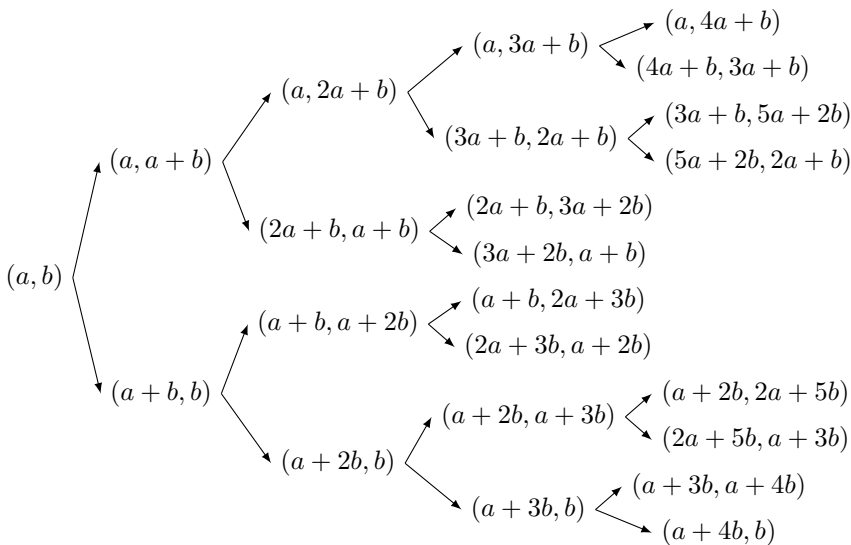 (a, 4a + b)
(a, 3a + b)
(4a + b, 3a + b)
(a, 2a + b)
(3a + b, 5a + 2b)
(3a + b, 2a + b)
(5a + 2b, 2a + b)
(a, a + b)
(2a + b, 3a + 2b)
(2a + b, a + b)
(3a + 2b, a + b)
(a, b)
(a + b, 2a + 3b)
(a + b, a + 2b)
(2a + 3b, a + 2b)
(a + b, b)
(a + 2b, 2a + 5b)
(a + 2b, a + 3b)
(2a + 5b, a + 3b)
(a + 2b, b)
(a + 3b, a + 4b)
(a + 3b, b)
(a + 4b, b)